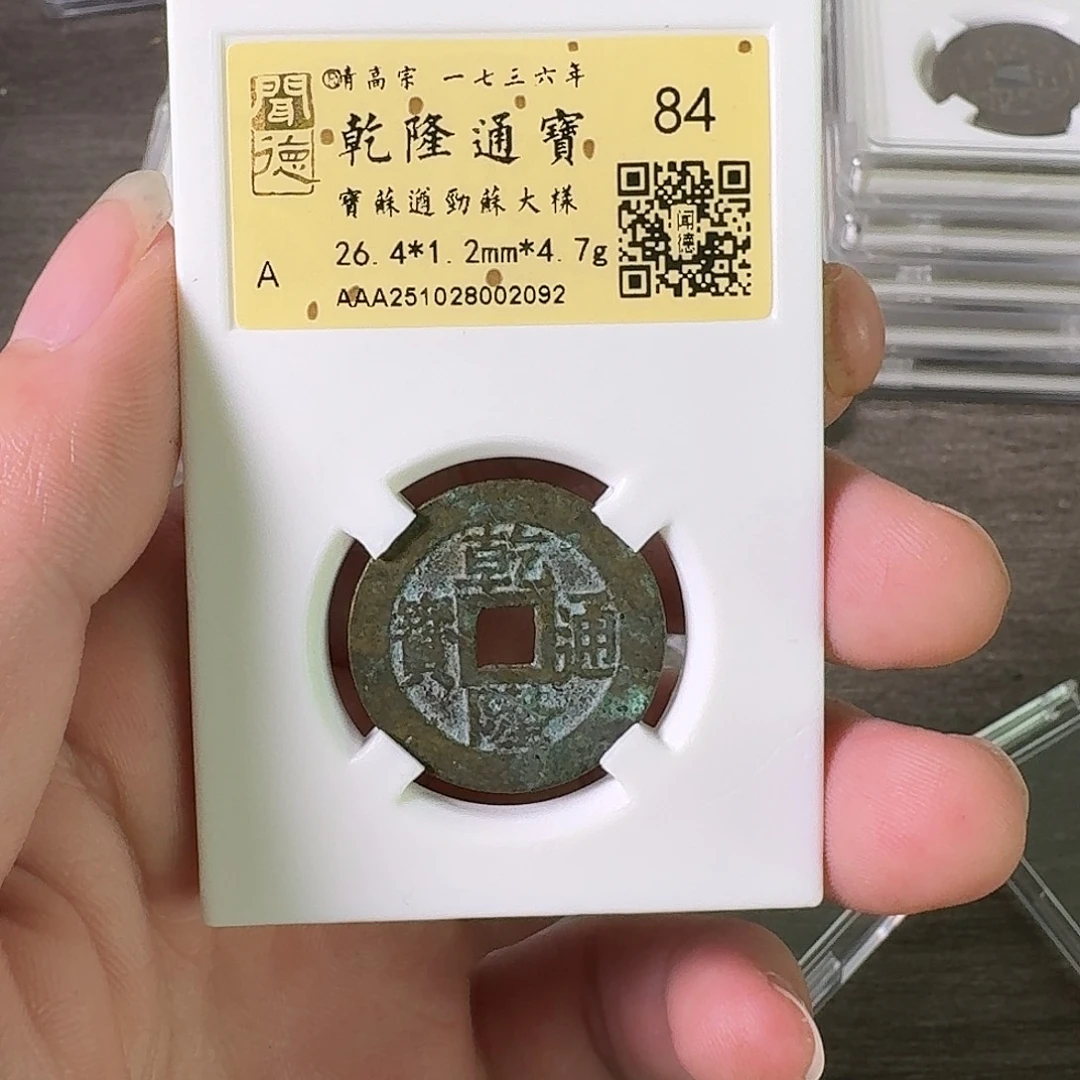 聞德
清高宗 一七三六年
乾隆通寶
84
寶蘇遒勁蘇大樣
闻德
26.4*1.2mm*4.7g
A
AAA251028002092
乾隆通寶